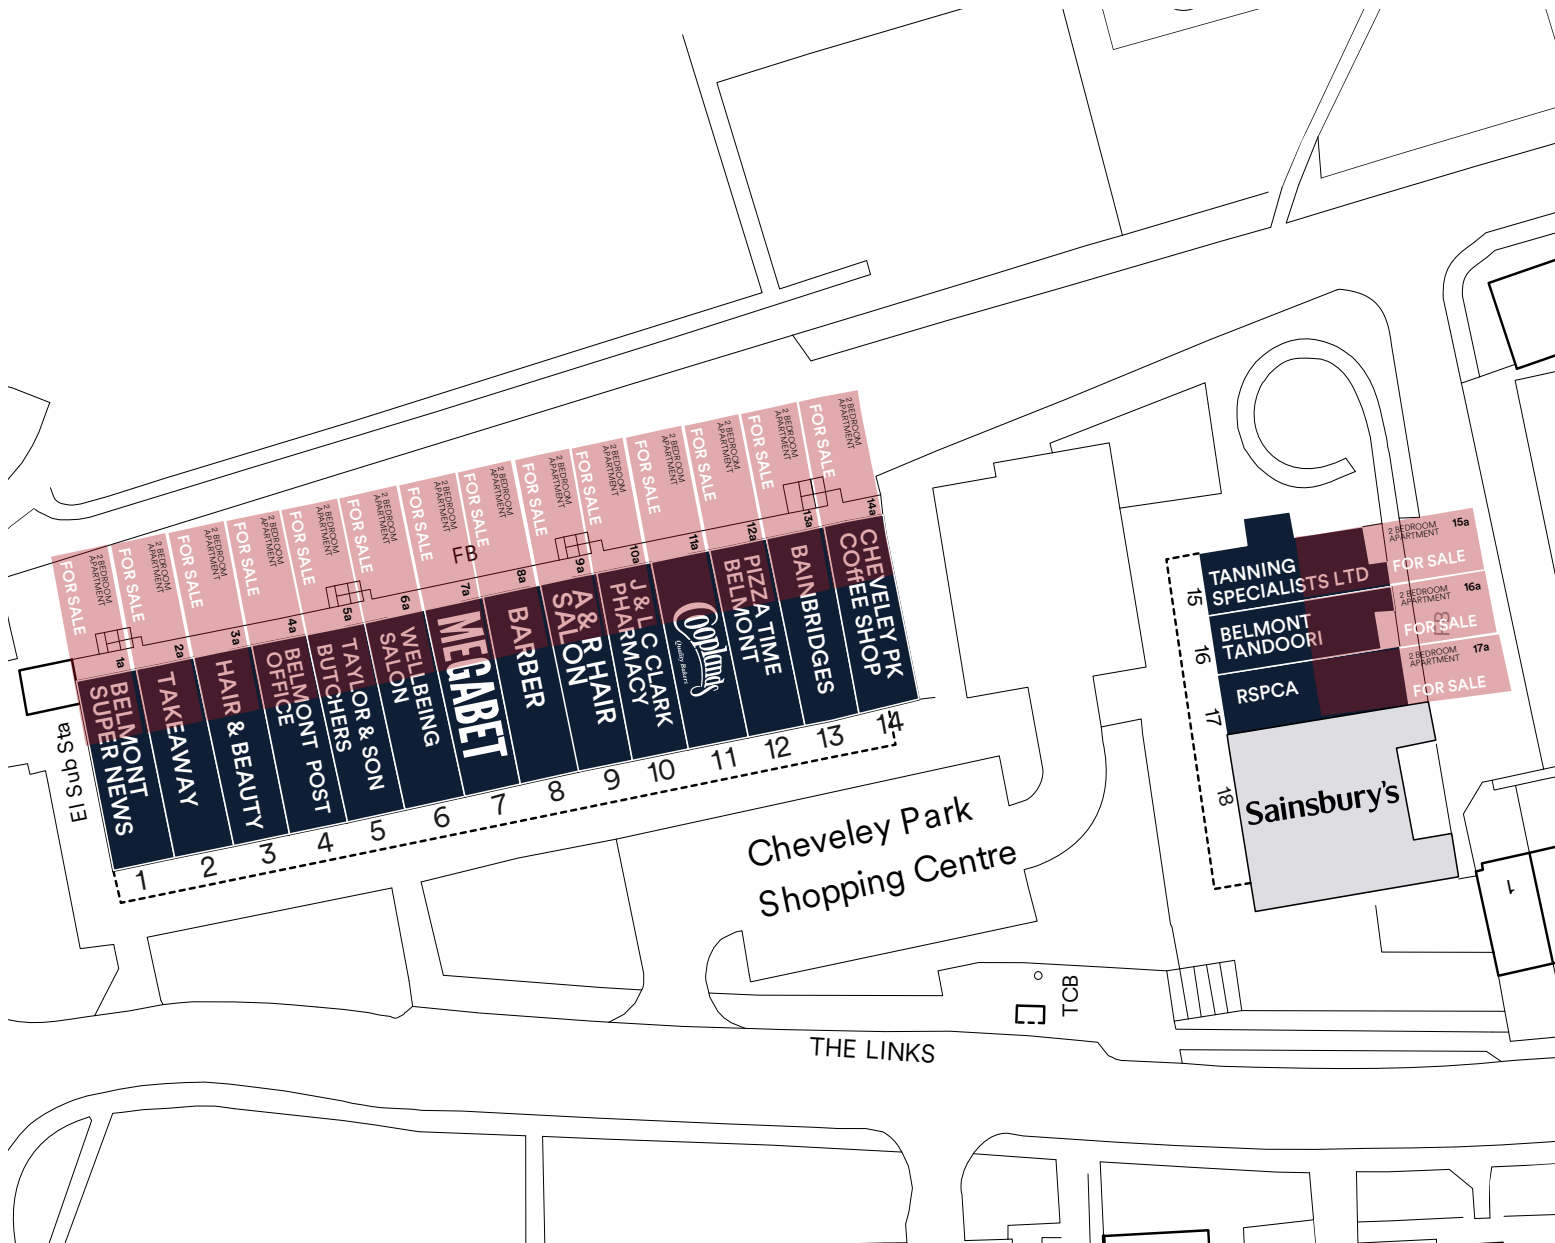 FOR SALE
2 BEDROOM
APARTMENT
1a
FOR SALE
2 BEDROOM
APARTMENT
2a
FOR SALE
2 BEDROOM
APARTMENT
3a
FOR SALE
2 BEDROOM
APARTMENT
4a
FOR SALE
2 BEDROOM
APARTMENT
5a
FOR SALE
2 BEDROOM
APARTMENT
6a
FOR SALE
2 BEDROOM
APARTMENT
7a
FOR SALE
2 BEDROOM
APARTMENT
8a
FOR SALE
2 BEDROOM
APARTMENT
9a
FOR SALE
2 BEDROOM
APARTMENT
10a
FOR SALE
2 BEDROOM
APARTMENT
11a
FOR SALE
2 BEDROOM
APARTMENT
12a
FOR SALE
2 BEDROOM
APARTMENT
13a
FOR SALE
2 BEDROOM
APARTMENT
14a
FB
BELMONT
SUPER NEWS
TAKEAWAY
HAIR & BEAUTY
BELMONT POST
OFFICE
TAYLOR & SON
BUTCHERS
WELLBEING
SALON
MEGABET
BARBER
A & R HAIR
SALON
J & L C CLARK
PHARMACY
Cooplands
Quality Bakers
PIZZA TIME
BELMONT
BAINBRIDGES
CHEVELEY PK
COffEE SHOP
1
2
3
4
5
6
7
8
9
10
11
12
13
14
El Sub Sta
Cheveley Park
Shopping Centre
15
TANNING
SPECIALISTS LTD
2 BEDROOM
APARTMENT
15a
FOR SALE
16
BELMONT
TANDOORI
2 BEDROOM
APARTMENT
16a
FOR SALE
FB
17
RSPCA
2 BEDROOM
APARTMENT
17a
FOR SALE
18
Sainsbury's
1
TCB
THE LINKS